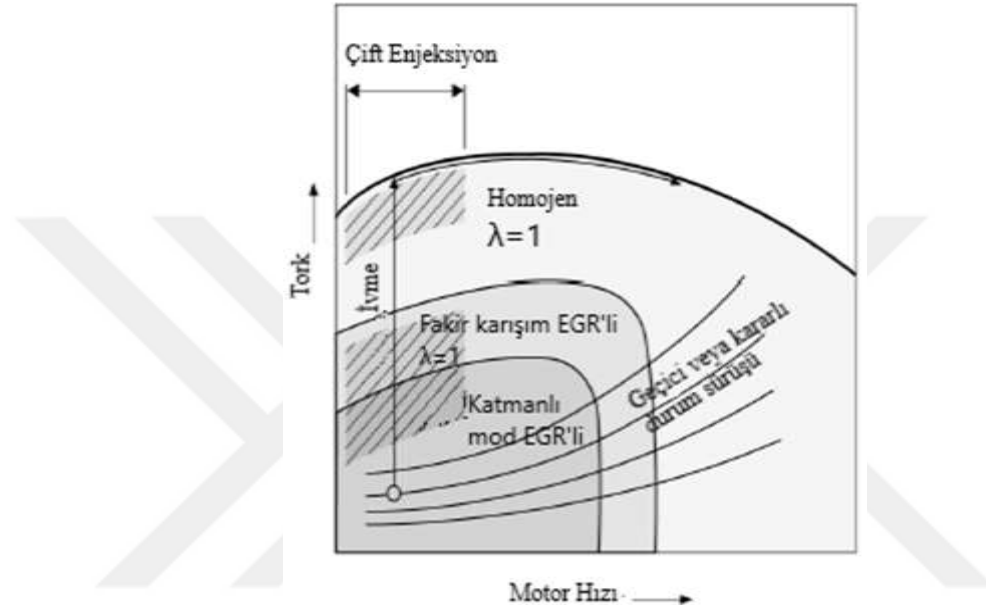 Çift Enjeksiyon
Homojen
λ=1
Tork
İvme
Fakir karışım EGR'li
λ=1
Katmanlı
mod EGR'li
Geçici veya kararlı
durum sürüşü
Motor Hızı